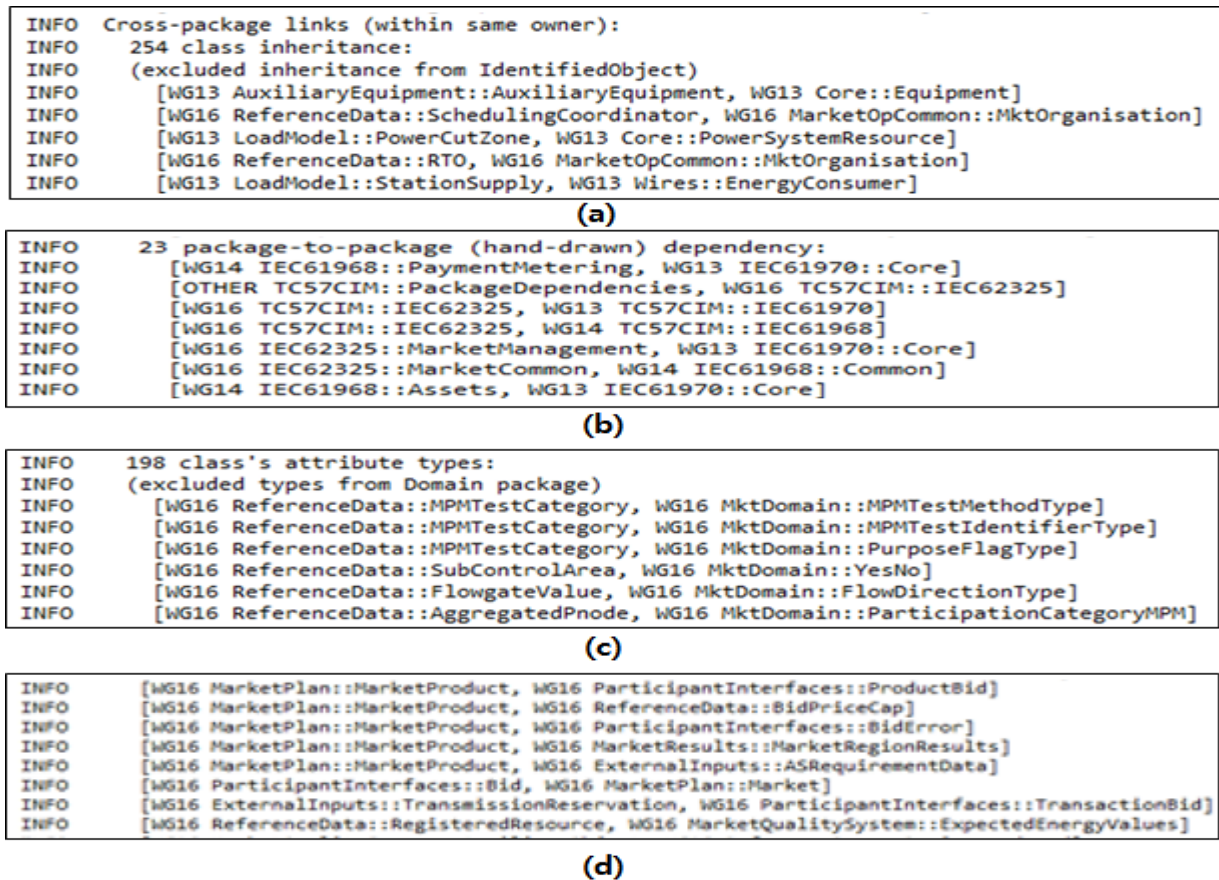 INFO Cross-package links (within same owner):
INFO 254 class inheritance:
INFO (excluded inheritance from IdentifiedObject)
INFO [WG13 AuxiliaryEquipment::AuxiliaryEquipment, WG13 Core::Equipment]
INFO [WG16 ReferenceData::SchedulingCoordinator, WG16 MarketOpCommon::MktOrganisation]
INFO [WG13 LoadModel::PowerCutZone, WG13 Core::PowerSystemResource]
INFO [WG16 ReferenceData::RTO, WG16 MarketOpCommon::MktOrganisation]
INFO [WG13 LoadModel::StationSupply, WG13 Wires::EnergyConsumer]
(a)
INFO 23 package-to-package (hand-drawn) dependency:
INFO [WG14 IEC61968::PaymentMetering, WG13 IEC61970::Core]
INFO [OTHER TC57CIM::PackageDependencies, WG16 TC57CIM::IEC62325]
INFO [WG16 TC57CIM::IEC62325, WG13 TC57CIM::IEC61970]
INFO [WG16 TC57CIM::IEC62325, WG14 TC57CIM::IEC61968]
INFO [WG16 IEC62325::MarketManagement, WG13 IEC61970::Core]
INFO [WG16 IEC62325::MarketCommon, WG14 IEC61968::Common]
INFO [WG14 IEC61968::Assets, WG13 IEC61970::Core]
(b)
INFO 198 class's attribute types:
INFO (excluded types from Domain package)
INFO [WG16 ReferenceData::MPMTestCategory, WG16 MktDomain::MPMTestMethodType]
INFO [WG16 ReferenceData::MPMTestCategory, WG16 MktDomain::MPMTestIdentifierType]
INFO [WG16 ReferenceData::MPMTestCategory, WG16 MktDomain::PurposeFlagType]
INFO [WG16 ReferenceData::SubControlArea, WG16 MktDomain::YesNo]
INFO [WG16 ReferenceData::FlowgateValue, WG16 MktDomain::FlowDirectionType]
INFO [WG16 ReferenceData::AggregatedPnode, WG16 MktDomain::ParticipationCategoryMPM]
(c)
INFO [WG16 MarketPlan::MarketProduct, WG16 ParticipantInterfaces::ProductBid]
INFO [WG16 MarketPlan::MarketProduct, WG16 ReferenceData::BidPriceCap]
INFO [WG16 MarketPlan::MarketProduct, WG16 ParticipantInterfaces::BidError]
INFO [WG16 MarketPlan::MarketProduct, WG16 MarketResults::MarketRegionResults]
INFO [WG16 MarketPlan::MarketProduct, WG16 ExternalInputs::ASRequirementData]
INFO [WG16 ParticipantInterfaces::Bid, WG16 MarketPlan::Market]
INFO [WG16 ExternalInputs::TransmissionReservation, WG16 ParticipantInterfaces::TransactionBid]
INFO [WG16 ReferenceData::RegisteredResource, WG16 MarketQualitySystem::ExpectedEnergyValues]
(d)